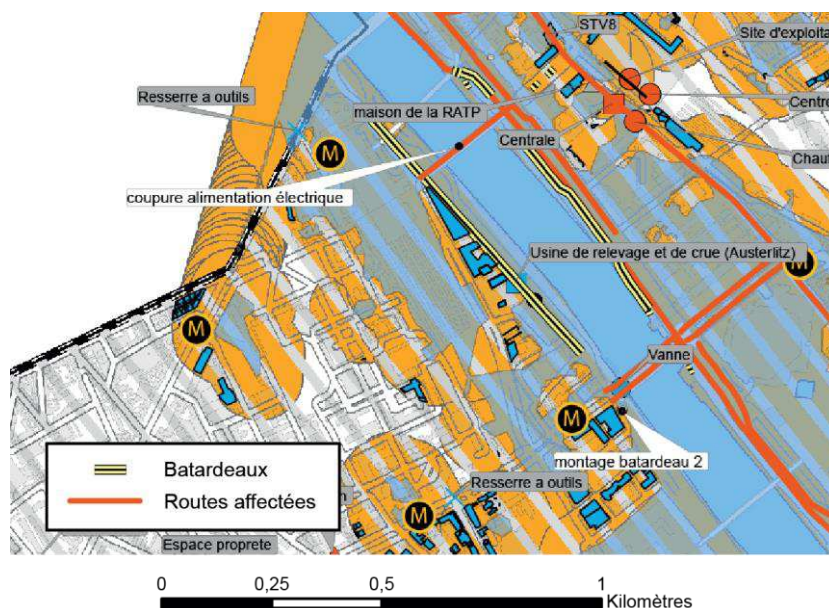 STV8
Site d'exploita
Resserre a outils
maison de la RATP
Centro
Centrale
Chauf
M
coupure alimentation électrique
Usine de relevage et de crue (Austerlitz)
M
M
Vanne
M
montage batardeau 2
Batardeaux
Routes affectées
Resserre a outils
M
Espace proprete
0 0,25 0,5 1
Kilomètres